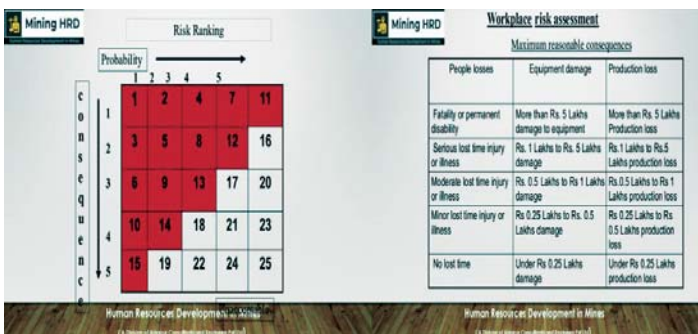 Mining HRD
Risk Ranking
Probability
1 2 3 4 5
consequence
1
2
3
4
5
1 2 4 7 11
3 5 8 12 16
6 9 13 17 20
10 14 18 21 23
15 19 22 24 25
Human Resources Development in Mines
Mining HRD
Workplace risk assessment
Maximum reasonable consequences
People losses
Equipment damage
Production loss
Fatality or permanent
disability
More than Rs. 5 Lakhs
damage to equipment
More than Rs. 5 Lakhs
Production loss
Serious lost time injury
or illness
Rs. 1 Lakhs to Rs. 5 Lakhs
damage
Rs.1 Lakhs to Rs.5
Lakhs production loss
Moderate lost time injury
or illness
Rs. 0.5 Lakhs to Rs 1 Lakhs
damage
Rs.0.5 Lakhs to Rs 1
Lakhs production loss
Minor lost time injury or
illness
Rs 0.25 Lakhs to Rs. 0.5
Lakhs damage
Rs 0.25 Lakhs to Rs
0.5 Lakhs production
loss
No lost time
Under Rs 0.25 Lakhs
damage
Under Rs 0.25 Lakhs
production loss
Human Resources Development in Mines